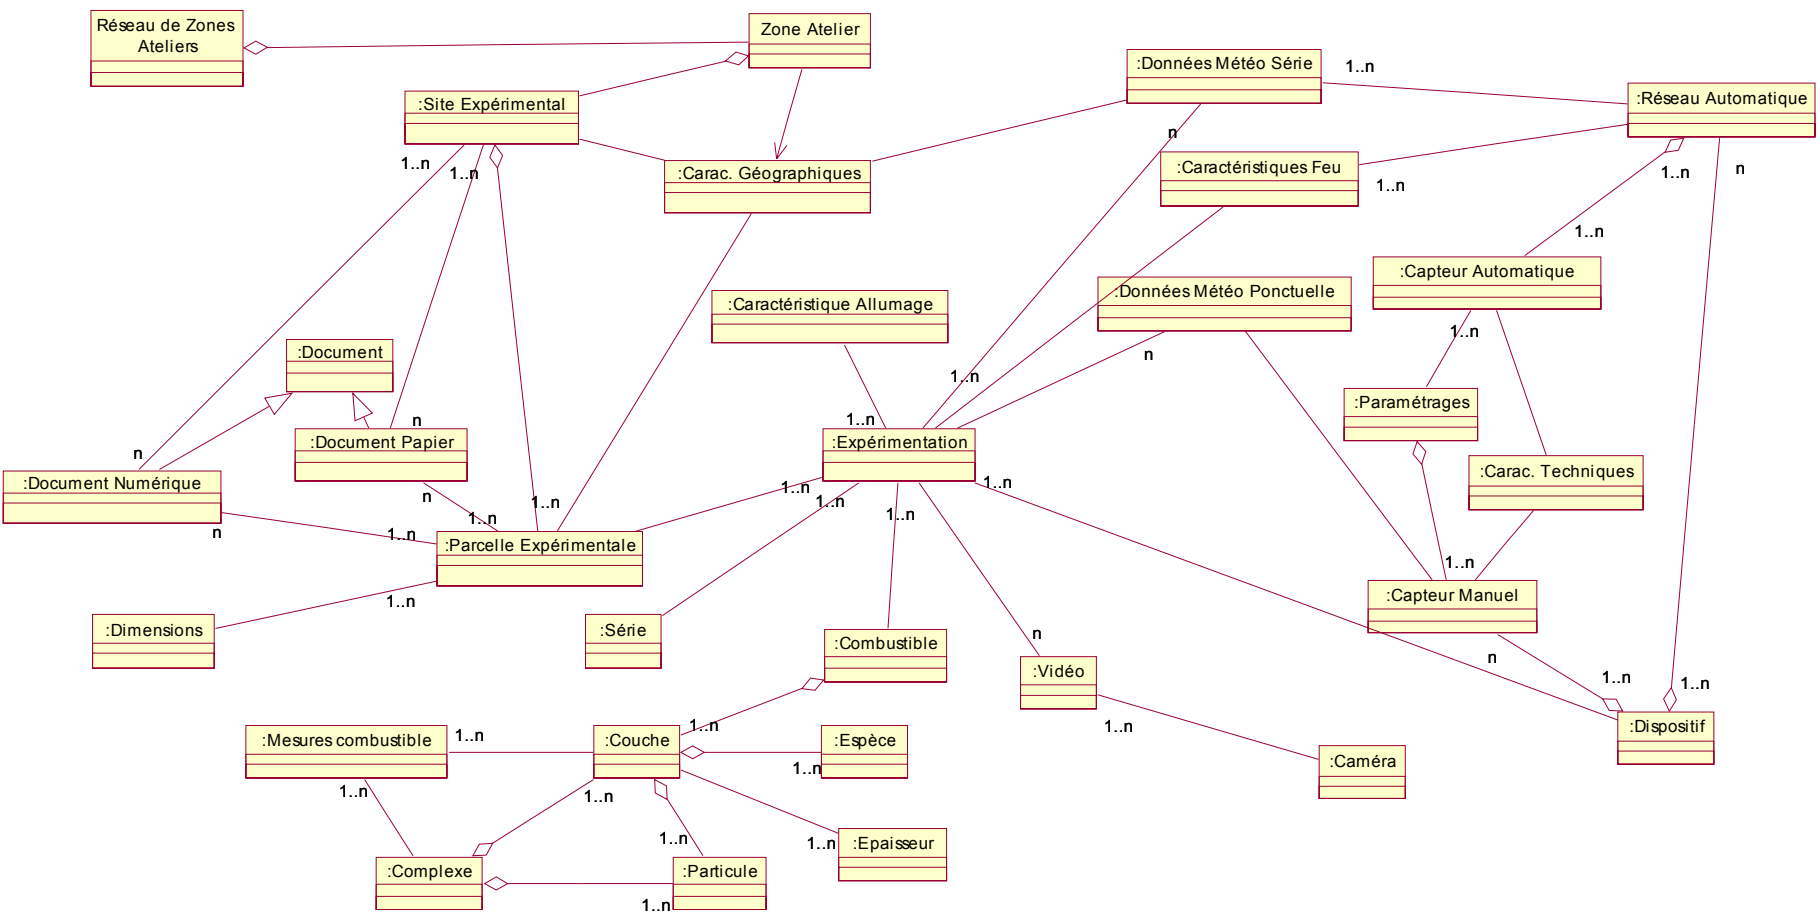 Réseau de Zones
Ateliers
Zone Atelier
:Données Météo Série
1..n
:Réseau Automatique
:Site Expérimental
n
1..n
1..n
:Carac. Géographiques
:Caractéristiques Feu
1..n
1..n
n
1..n
:Capteur Automatique
:Caractéristique Allumage
:Données Météo Ponctuelle
1..n
n
:Document
1..n
:Paramétrages
1..n
n
:Document Papier
:Expérimentation
n
:Document Numérique
:Carac. Techniques
n
1..n
1..n
1..n
1..n
1..n
1..n
n
1..n
:Parcelle Expérimentale
1..n
1..n
:Capteur Manuel
:Dimensions
:Série
:Combustible
n
n
:Vidéo
1..n
1..n
:Mesures combustible
1..n
:Couche
1..n
:Espèce
1..n
1..n
:Dispositif
:Caméra
1..n
1..n
1..n
1..n
:Epaisseur
:Complexe
:Particule
1..n